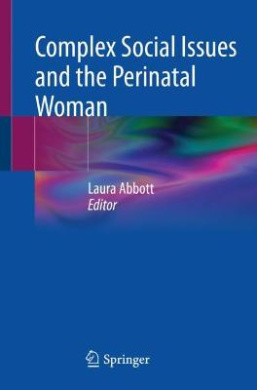 Complex Social Issues
and the Perinatal
Woman
Laura Abbott
Editor
Springer